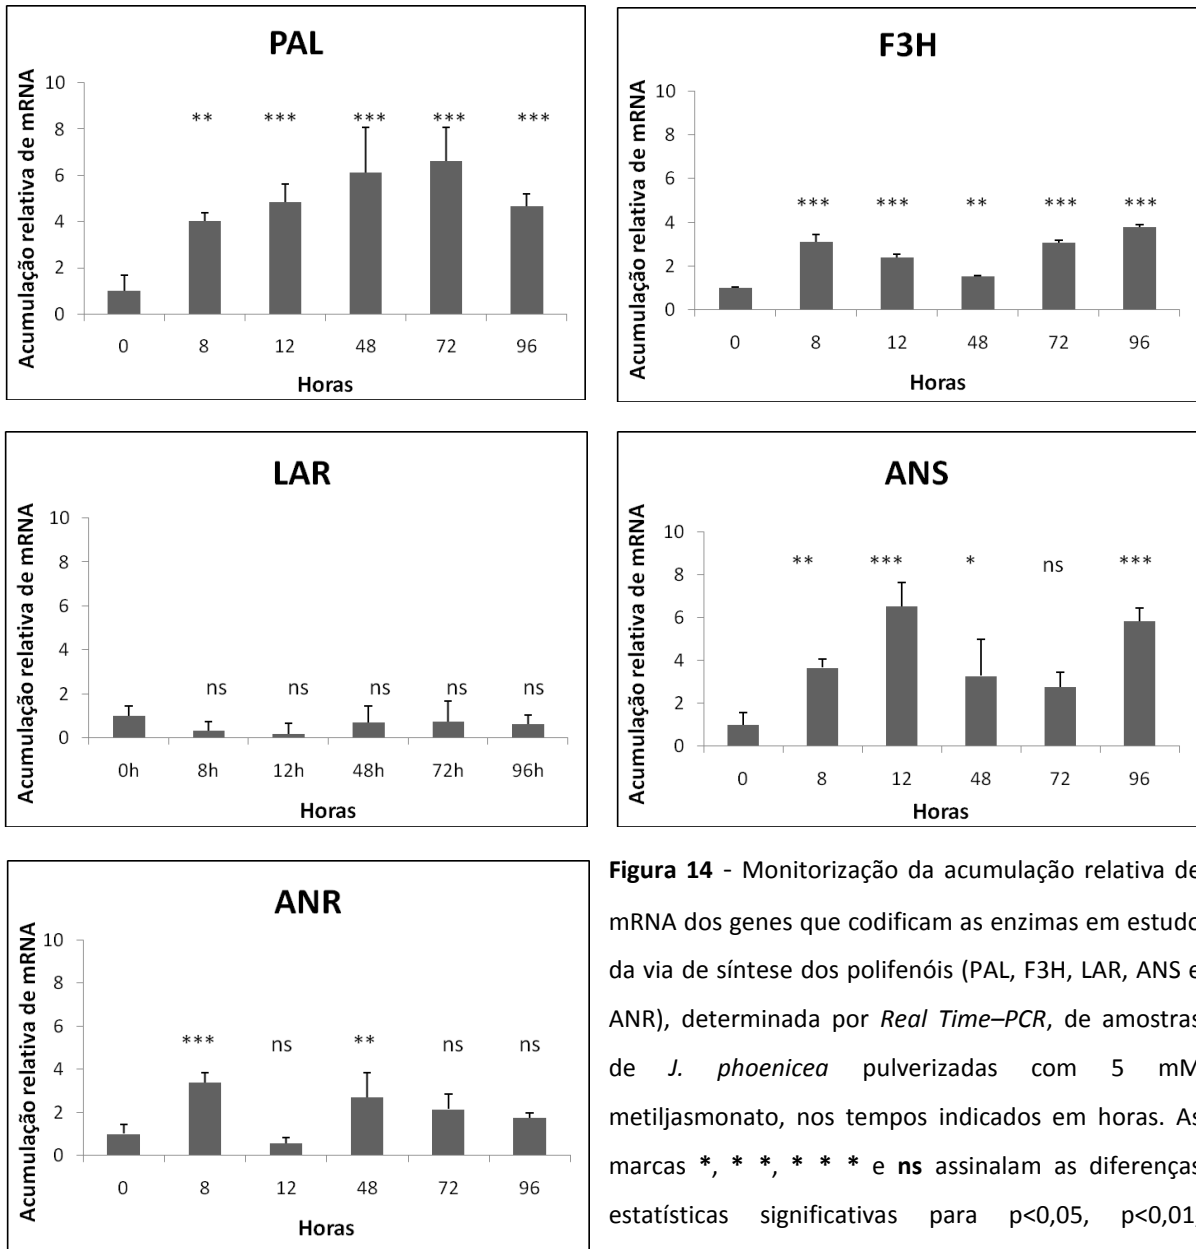 PAL
Acumulação relativa de mRNA
10
8
6
4
2
0
** *** *** *** ***
0 8 12 48 72 96
Horas
F3H
Acumulação relativa de mRNA
10
8
6
4
2
0
*** *** ** *** ***
0 8 12 48 72 96
Horas
LAR
Acumulação relativa de mRNA
10
8
6
4
2
0
ns ns ns ns ns
0h 8h 12h 48h 72h 96h
Horas
ANS
Acumulação relativa de mRNA
10
8
6
4
2
0
** *** * ns ***
0 8 12 48 72 96
Horas
ANR
Acumulação relativa de mRNA
10
8
6
4
2
0
*** ns ** ns ns
0 8 12 48 72 96
Horas
Figura 14 - Monitorização da acumulação relativa de
mRNA dos genes que codificam as enzimas em estudo
da via de síntese dos polifenóis (PAL, F3H, LAR, ANS e
ANR), determinada por Real Time–PCR, de amostras
de J. phoenicea pulverizadas com 5 mM
metiljasmonato, nos tempos indicados em horas. As
marcas *, * *, * * * e ns assinalam as diferenças
estatísticas significativas para p<0,05, p<0,01,